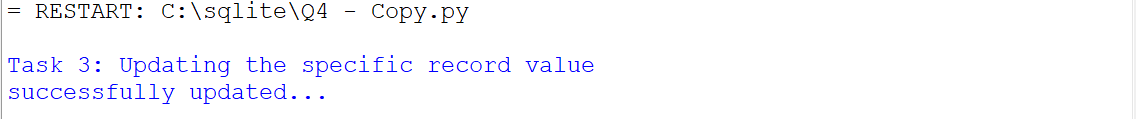 = RESTART: C:\sqlite\Q4 - Copy.py
Task 3: Updating the specific record value
successfully updated...